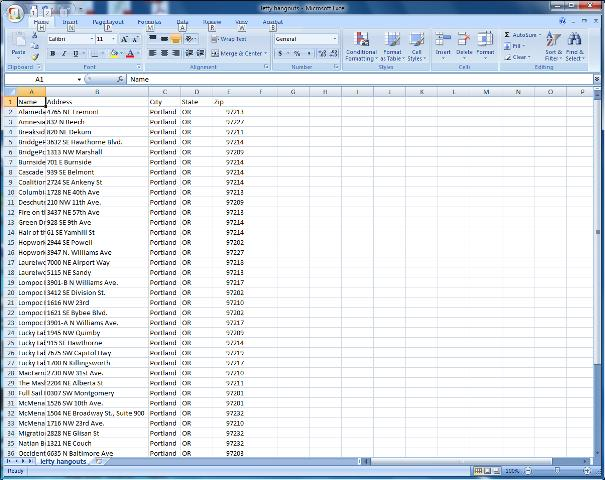 lefty hangouts - Microsoft Excel
Home Insert Page Layout Formulas Data Review View Acrobat
Calibri 11 Wrap Text General AutoSum
Paste Merge & Center Conditional Formatting Format as Table Cell Styles Insert Delete Format Fill Sort & Filter Find & Select
Clear
Clipboard Font Alignment Number Styles Cells Editing
A1 Name
A B C D E F G H I J K L M N O P
1 Name Address City State Zip
2 Alameda 4765 NE Fremont Portland OR 97213
3 Amnesia 832 N Beech Portland OR 97227
4 Breaksid 820 NE Dekum Portland OR 97211
5 BridgeP 3632 SE Hawthorne Blvd. Portland OR 97214
6 BridgePo 1313 NW Marshall Portland OR 97209
7 Burnside 701 E Burnside Portland OR 97214
8 Cascade 939 SE Belmont Portland OR 97214
9 Coalition 2724 SE Ankeny St Portland OR 97214
10 Columbi 1728 NE 40th Ave Portland OR 97213
11 Deschut 210 NW 11th Ave. Portland OR 97209
12 Fire on t 3437 NE 57th Ave Portland OR 97213
13 Green Dr 928 SE 9th Ave Portland OR 97214
14 Hair of th 61 SE Yamhill St Portland OR 97214
15 Hopwork 2944 SE Powell Portland OR 97202
16 Hopwork 3947 N. Williams Ave Portland OR 97227
17 Laurelwo 7000 NE Airport Way Portland OR 97218
18 Laurelwo 5115 NE Sandy Portland OR 97213
19 Lompoc 3901-B N Williams Ave. Portland OR 97217
20 Lompoc 3412 SE Division St. Portland OR 97202
21 Lompoc 1616 NW 23rd Portland OR 97210
22 Lompoc 1621 SE Bybee Blvd. Portland OR 97202
23 Lompoc 3901-A N Williams Ave. Portland OR 97217
24 Lucky Lab 1945 NW Quimby Portland OR 97209
25 Lucky Lab 915 SE Hawthorne Portland OR 97214
26 Lucky Lab 7675 SW Capitol Hwy Portland OR 97219
27 Lucky Lab 1700 N Killingsworth Portland OR 97217
28 MacTarn 2730 NW 31st Ave. Portland OR 97210
29 The Mash 2204 NE Alberta St Portland OR 97211
30 Full Sail 0307 SW Montgomery Portland OR 97201
31 McMena 1526 SW 10th Ave. Portland OR 97201
32 McMena 1504 NE Broadway St., Suite 900 Portland OR 97232
33 McMena 1716 NW 23rd Ave. Portland OR 97210
34 Migratio 2828 NE Glisan St Portland OR 97232
35 Natian B 1321 NE Couch Portland OR 97232
36 Occident 6635 N Baltimore Ave Portland OR 97203
lefty hangouts
Ready 100%